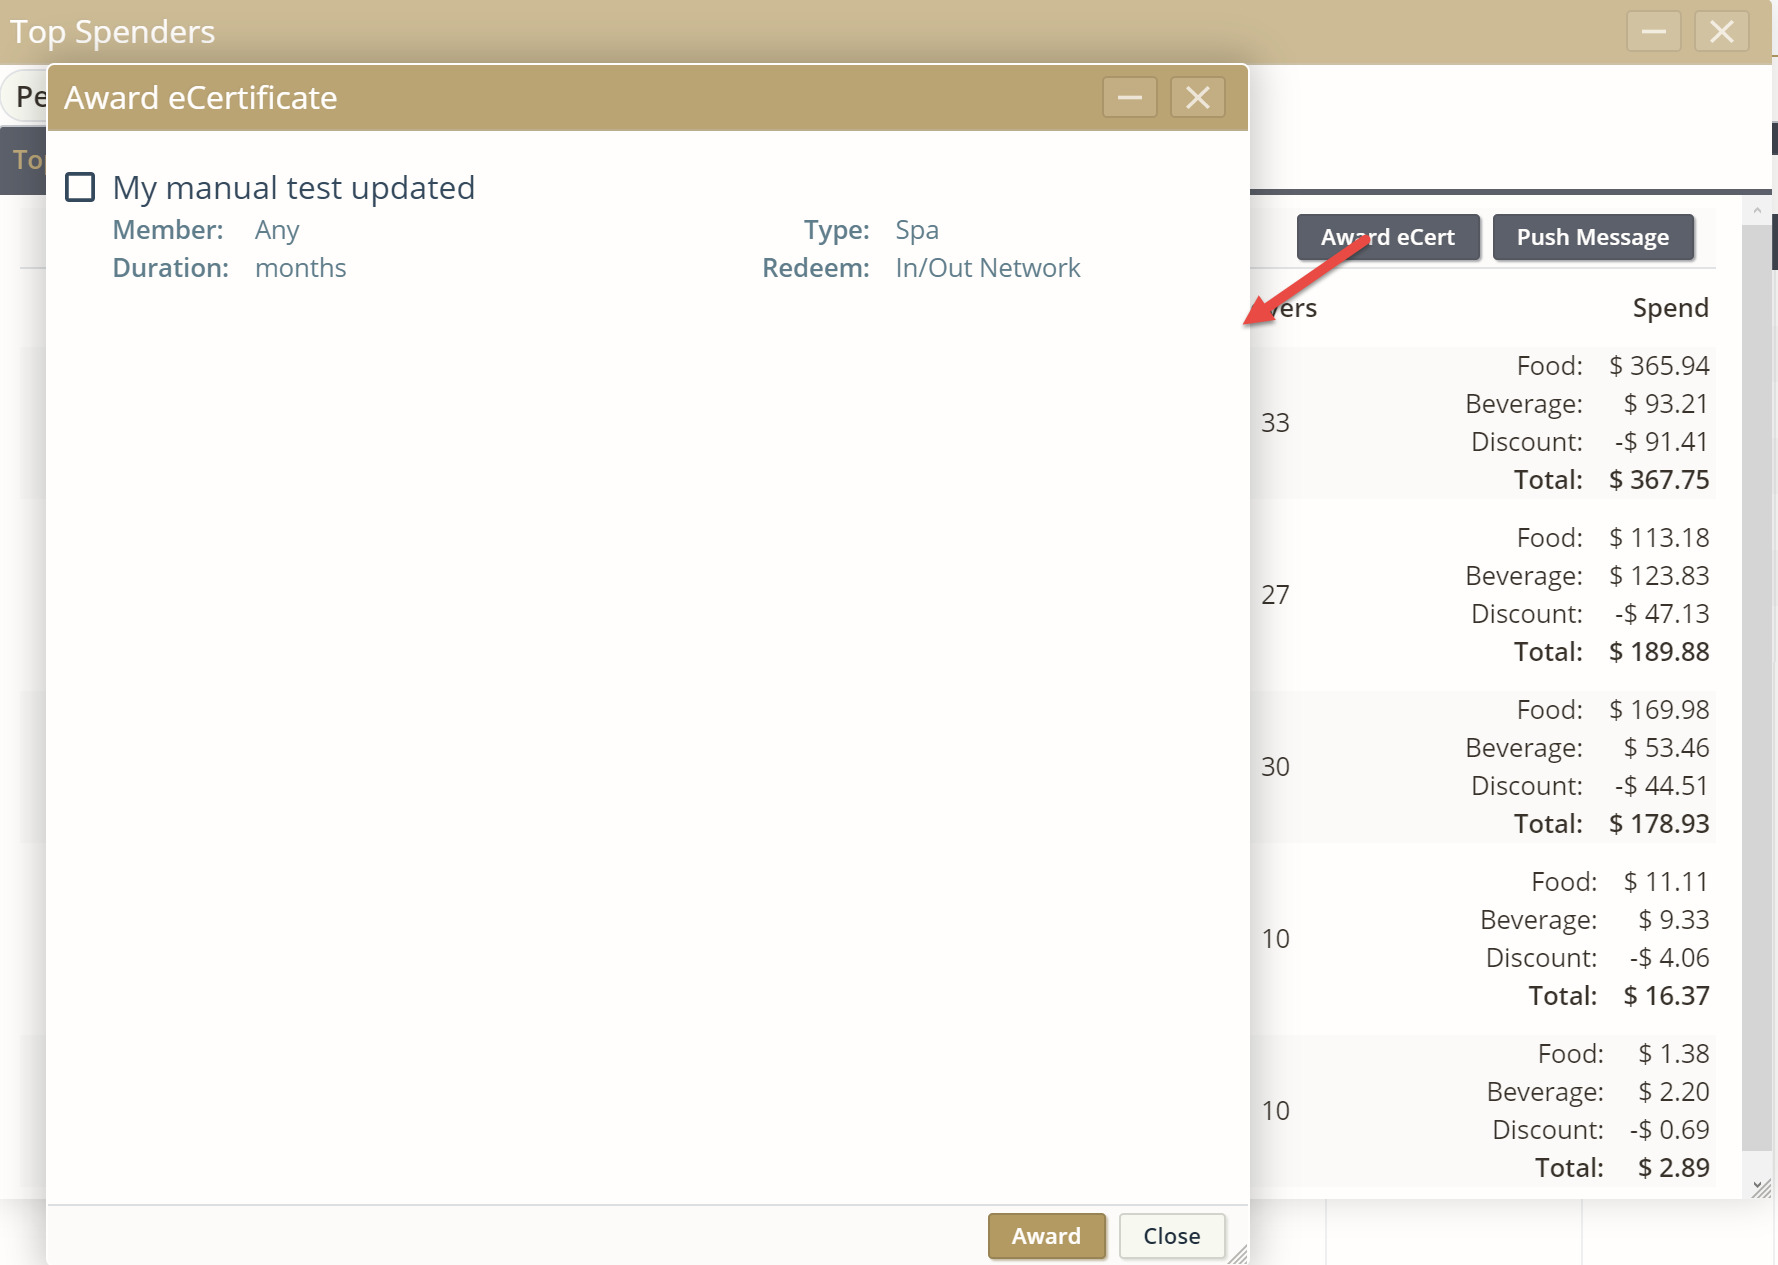 Top Spenders
Pe
Award eCertificate
To
My manual test updated
Member: Any
Type: Spa
Duration: months
Redeem: In/Out Network
Award eCert
Push Message
vers
Spend
Food: $ 365.94
Beverage: $ 93.21
33
Discount: -$ 91.41
Total: $ 367.75
Food: $ 113.18
Beverage: $ 123.83
27
Discount: -$ 47.13
Total: $ 189.88
Food: $ 169.98
Beverage: $ 53.46
30
Discount: -$ 44.51
Total: $ 178.93
Food: $ 11.11
Beverage: $ 9.33
10
Discount: -$ 4.06
Total: $ 16.37
Food: $ 1.38
Beverage: $ 2.20
10
Discount: -$ 0.69
Total: $ 2.89
Award
Close